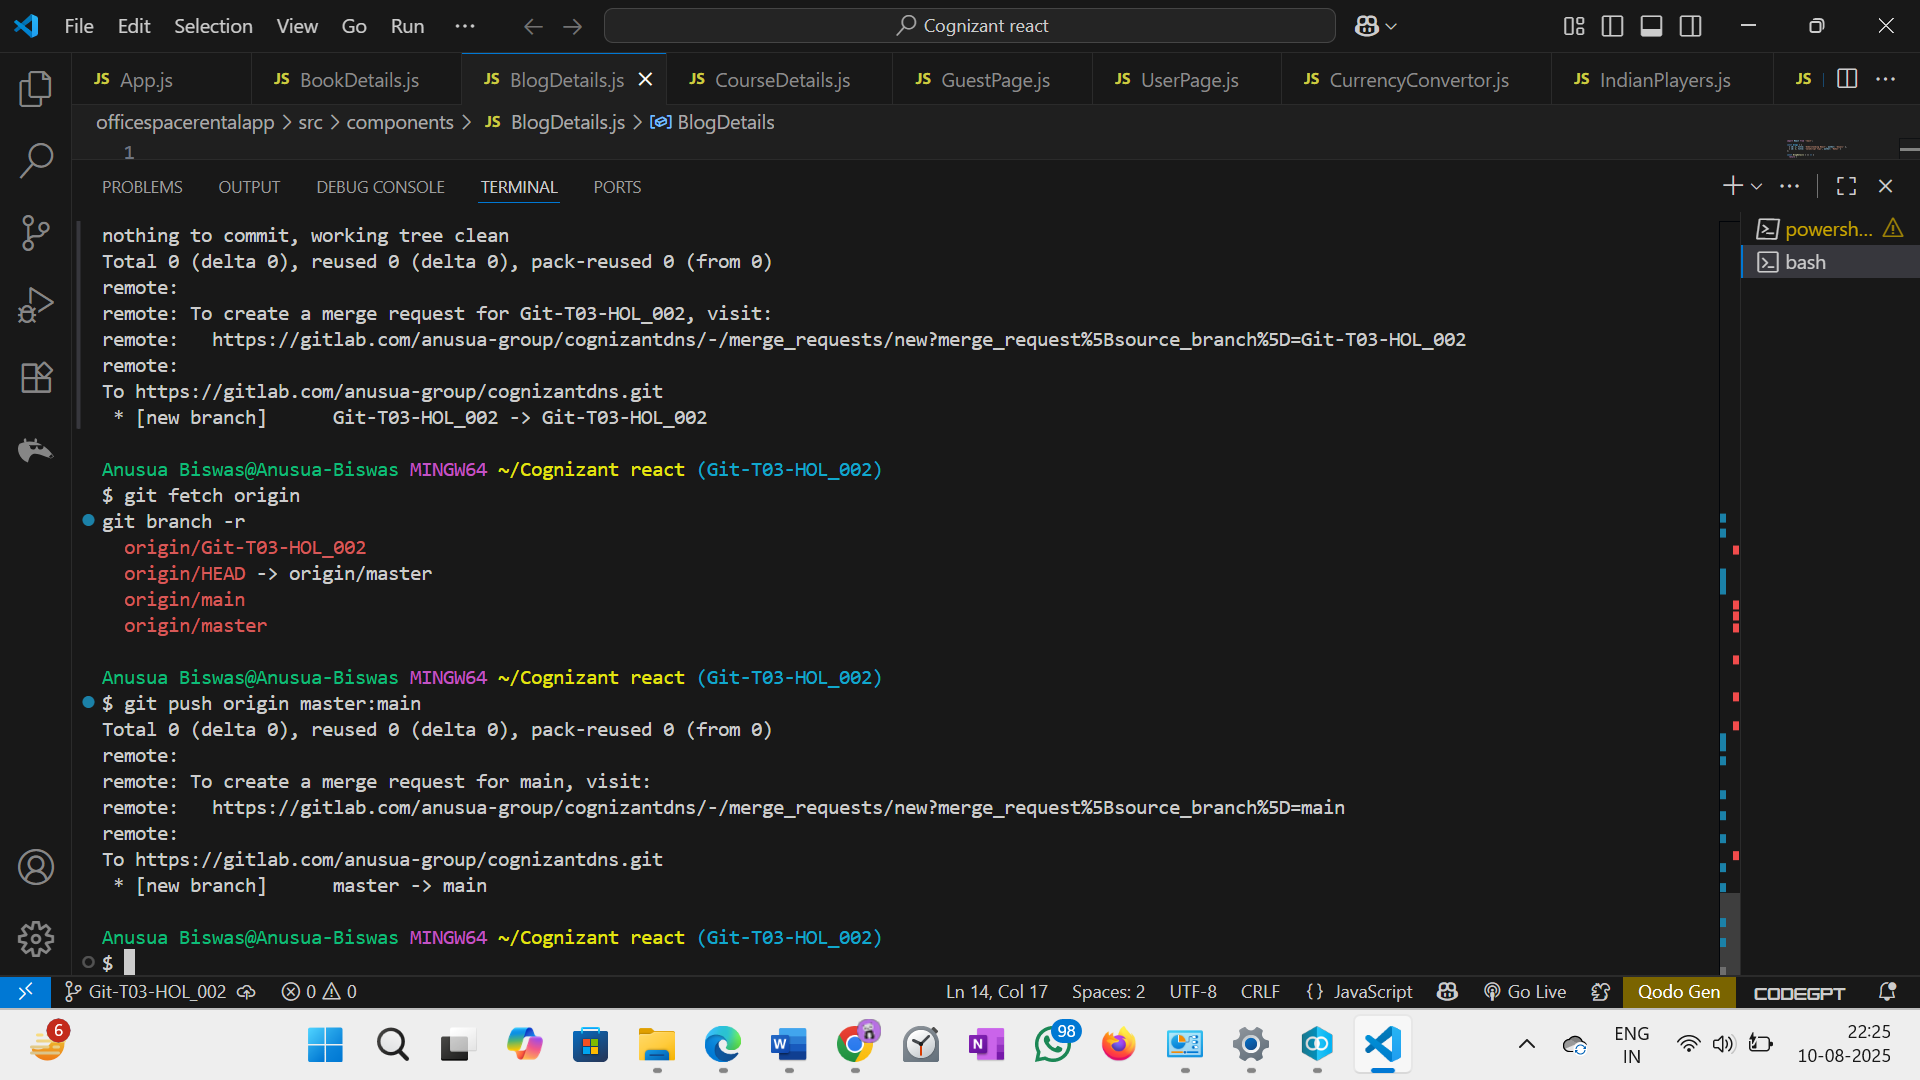 File Edit Selection View Go Run ··· Cognizant react
JS App.js JS BookDetails.js JS BlogDetails.js JS CourseDetails.js JS GuestPage.js JS UserPage.js JS CurrencyConvertor.js JS IndianPlayers.js JS
officespacerentalapp > src > components > JS BlogDetails.js > BlogDetails
1
PROBLEMS OUTPUT DEBUG CONSOLE TERMINAL PORTS
powersh...
bash
nothing to commit, working tree clean
Total 0 (delta 0), reused 0 (delta 0), pack-reused 0 (from 0)
remote:
remote: To create a merge request for Git-T03-HOL_002, visit:
remote:   https://gitlab.com/anusua-group/cognizantdns/-/merge_requests/new?merge_request%5Bsource_branch%5D=Git-T03-HOL_002
remote:
To https://gitlab.com/anusua-group/cognizantdns.git
 * [new branch]      Git-T03-HOL_002 -> Git-T03-HOL_002
Anusua Biswas@Anusua-Biswas MINGW64 ~/Cognizant react (Git-T03-HOL_002)
$ git fetch origin
git branch -r
  origin/Git-T03-HOL_002
  origin/HEAD -> origin/master
  origin/main
  origin/master
Anusua Biswas@Anusua-Biswas MINGW64 ~/Cognizant react (Git-T03-HOL_002)
$ git push origin master:main
Total 0 (delta 0), reused 0 (delta 0), pack-reused 0 (from 0)
remote:
remote: To create a merge request for main, visit:
remote:   https://gitlab.com/anusua-group/cognizantdns/-/merge_requests/new?merge_request%5Bsource_branch%5D=main
remote:
To https://gitlab.com/anusua-group/cognizantdns.git
 * [new branch]      master -> main
Anusua Biswas@Anusua-Biswas MINGW64 ~/Cognizant react (Git-T03-HOL_002)
$
Git-T03-HOL_002 0 0 Ln 14, Col 17 Spaces: 2 UTF-8 CRLF {} JavaScript Go Live Qodo Gen CODEGPT
6 98 ENG IN 22:25
10-08-2025